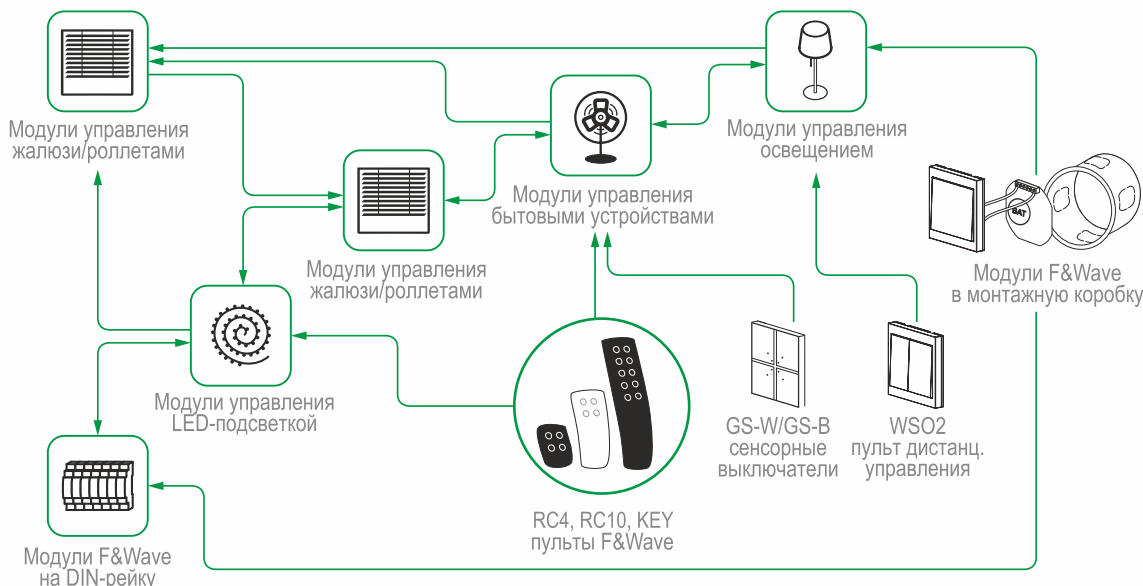 Модули управления
жалюзи/роллетами
Модули управления
освещением
Модули управления
бытовыми устройствами
Модули управления
жалюзи/роллетами
BAT
Модули F&Wave
в монтажную коробку
Модули управления
LED-подсветкой
GS-W/GS-B
сенсорные
выключатели
WSO2
пульт дистанц.
управления
RC4, RC10, KEY
пульты F&Wave
Модули F&Wave
на DIN-рейку